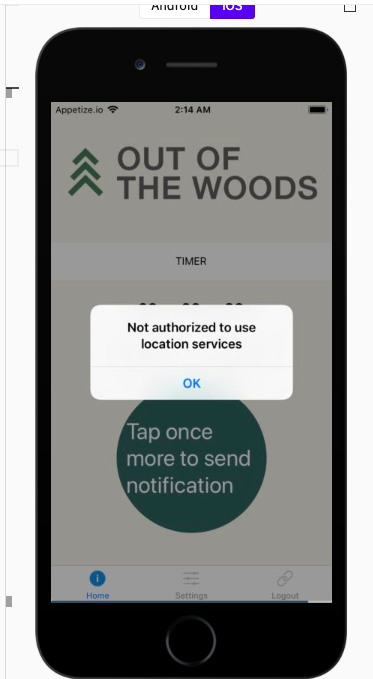 Android iOS
Appetize.io 2:14 AM
OUT OF
THE WOODS
TIMER
Not authorized to use
location services
OK
Tap once
more to send
notification
Home Settings Logout